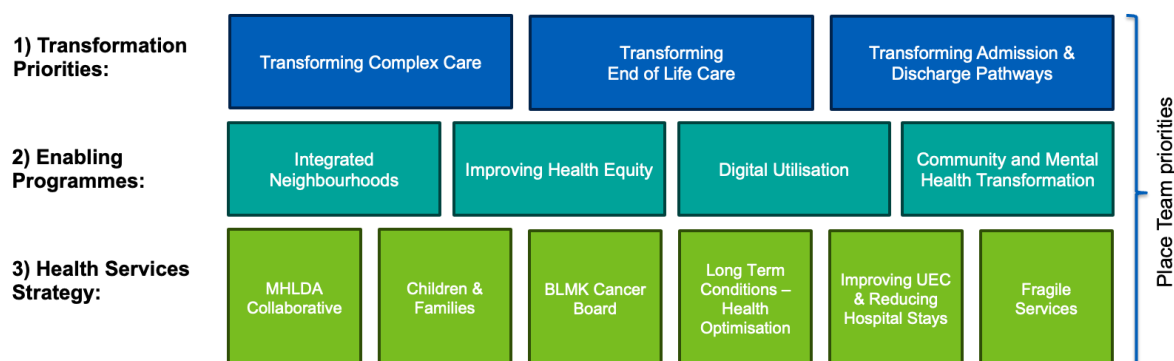 1) Transformation
Priorities:
Transforming Complex Care
Transforming
End of Life Care
Transforming Admission &
Discharge Pathways
2) Enabling
Programmes:
Integrated
Neighbourhoods
Improving Health Equity
Digital Utilisation
Community and Mental
Health Transformation
3) Health Services
Strategy:
MHLDA
Collaborative
Children &
Families
BLMK Cancer
Board
Long Term
Conditions –
Health
Optimisation
Improving UEC
& Reducing
Hospital Stays
Fragile
Services
Place Team priorities